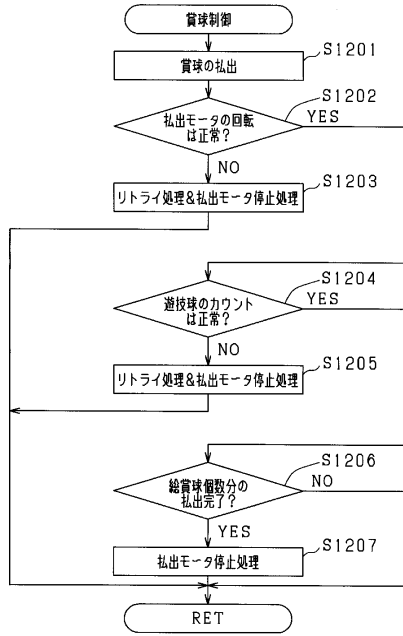 賞球制御
賞球の払出
S1201
払出モータの回転
は正常？
S1202
YES
NO
リトライ処理&払出モータ停止処理
S1203
遊技球のカウント
は正常？
S1204
YES
NO
リトライ処理&払出モータ停止処理
S1205
総賞球個数分の
払出完了？
S1206
NO
YES
払出モータ停止処理
S1207
RET